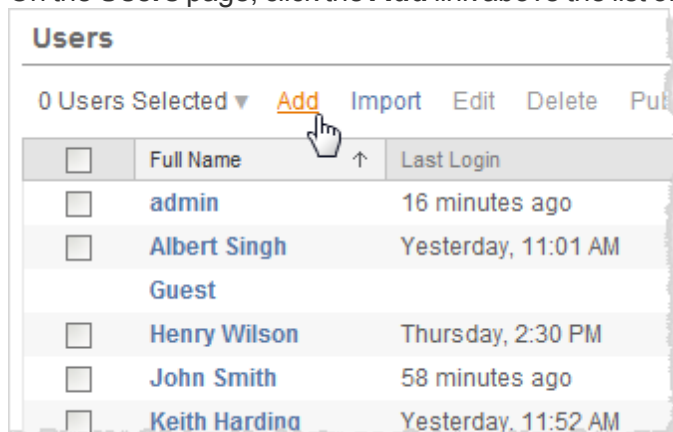 Users
0 Users Selected ▾ Add Import Edit Delete
Full Name ↑ Last Login
admin 16 minutes ago
Albert Singh Yesterday, 11:01 AM
Guest
Henry Wilson Thursday, 2:30 PM
John Smith 58 minutes ago
Keith Harding Yesterday, 11:52 AM